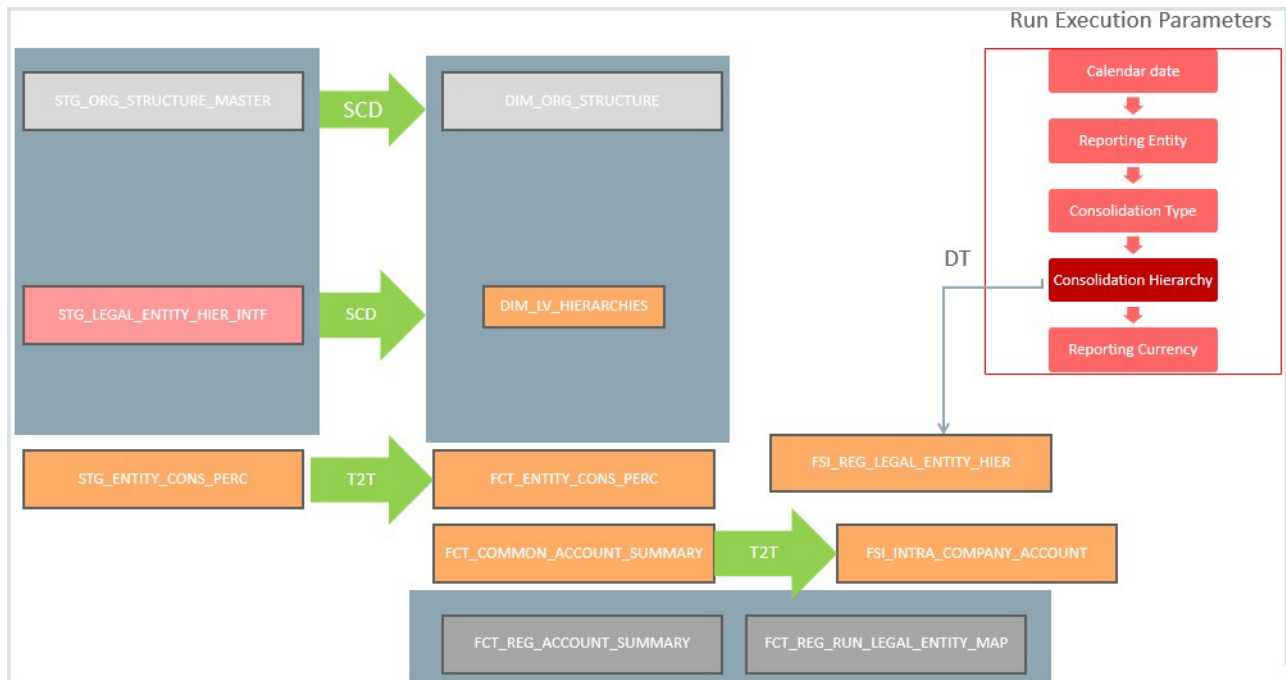 Run Execution Parameters
STG_ORG_STRUCTURE_MASTER
SCD
DIM_ORG_STRUCTURE
Calendar date
Reporting Entity
Consolidation Type
DT
Consolidation Hierarchy
Reporting Currency
STG_LEGAL_ENTITY_HIER_INTF
SCD
DIM_LV_HIERARCHIES
FSI_REG_LEGAL_ENTITY_HIER
STG_ENTITY_CONS_PERC
T2T
FCT_ENTITY_CONS_PERC
FCT_COMMON_ACCOUNT_SUMMARY
T2T
FSI_INTRA_COMPANY_ACCOUNT
FCT_REG_ACCOUNT_SUMMARY
FCT_REG_RUN_LEGAL_ENTITY_MAP